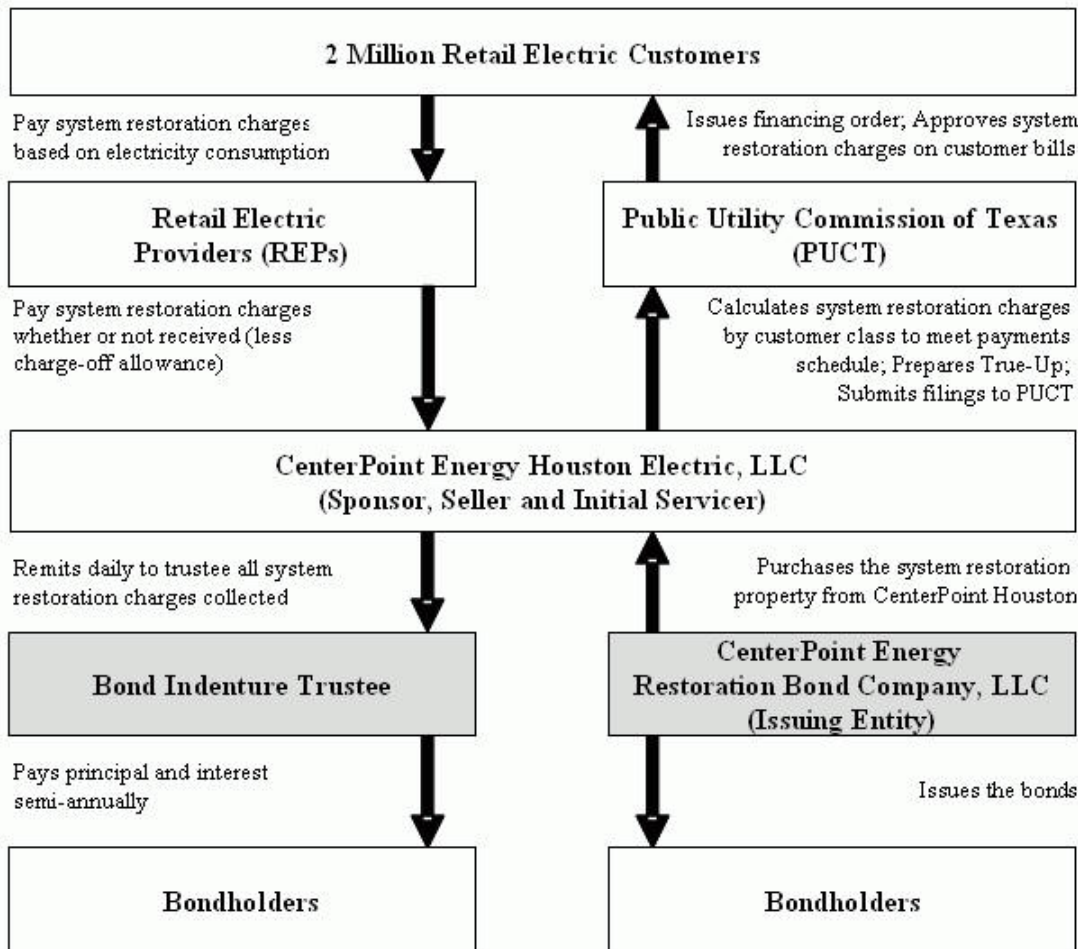 2 Million Retail Electric Customers
Pay system restoration charges
based on electricity consumption
Issues financing order; Approves system
restoration charges on customer bills
Retail Electric
Providers (REPs)
Public Utility Commission of Texas
(PUCT)
Pay system restoration charges
whether or not received (less
charge-off allowance)
Calculates system restoration charges
by customer class to meet payments
schedule; Prepares True-Up;
Submits filings to PUCT
CenterPoint Energy Houston Electric, LLC
(Sponsor, Seller and Initial Servicer)
Remits daily to trustee all system
restoration charges collected
Purchases the system restoration
property from CenterPoint Houston
Bond Indenture Trustee
CenterPoint Energy
Restoration Bond Company, LLC
(Issuing Entity)
Pays principal and interest
semi-annually
Issues the bonds
Bondholders
Bondholders